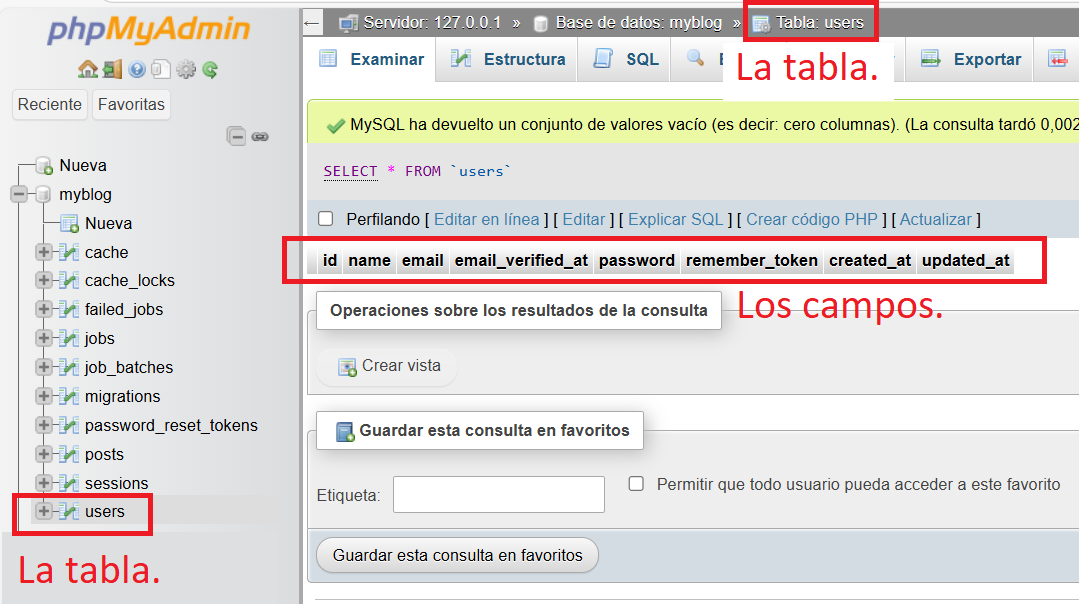 phpMyAdmin
Reciente Favoritas
Nueva
myblog
Nueva
cache
cache_locks
failed_jobs
jobs
job_batches
migrations
password_reset_tokens
posts
sessions
users
La tabla.
Servidor: 127.0.0.1 » Base de datos: myblog » Tabla: users
Examinar Estructura SQL Exportar
La tabla.
MySQL ha devuelto un conjunto de valores vacío (es decir: cero columnas). (La consulta tardó 0,002
SELECT * FROM `users`
Perfilando [ Editar en línea ] [ Editar ] [ Explicar SQL ] [ Crear código PHP ] [ Actualizar ]
id name email email_verified_at password remember_token created_at updated_at
Los campos.
Operaciones sobre los resultados de la consulta
Crear vista
Guardar esta consulta en favoritos
Etiqueta: Permitir que todo usuario pueda acceder a este favorito
Guardar esta consulta en favoritos